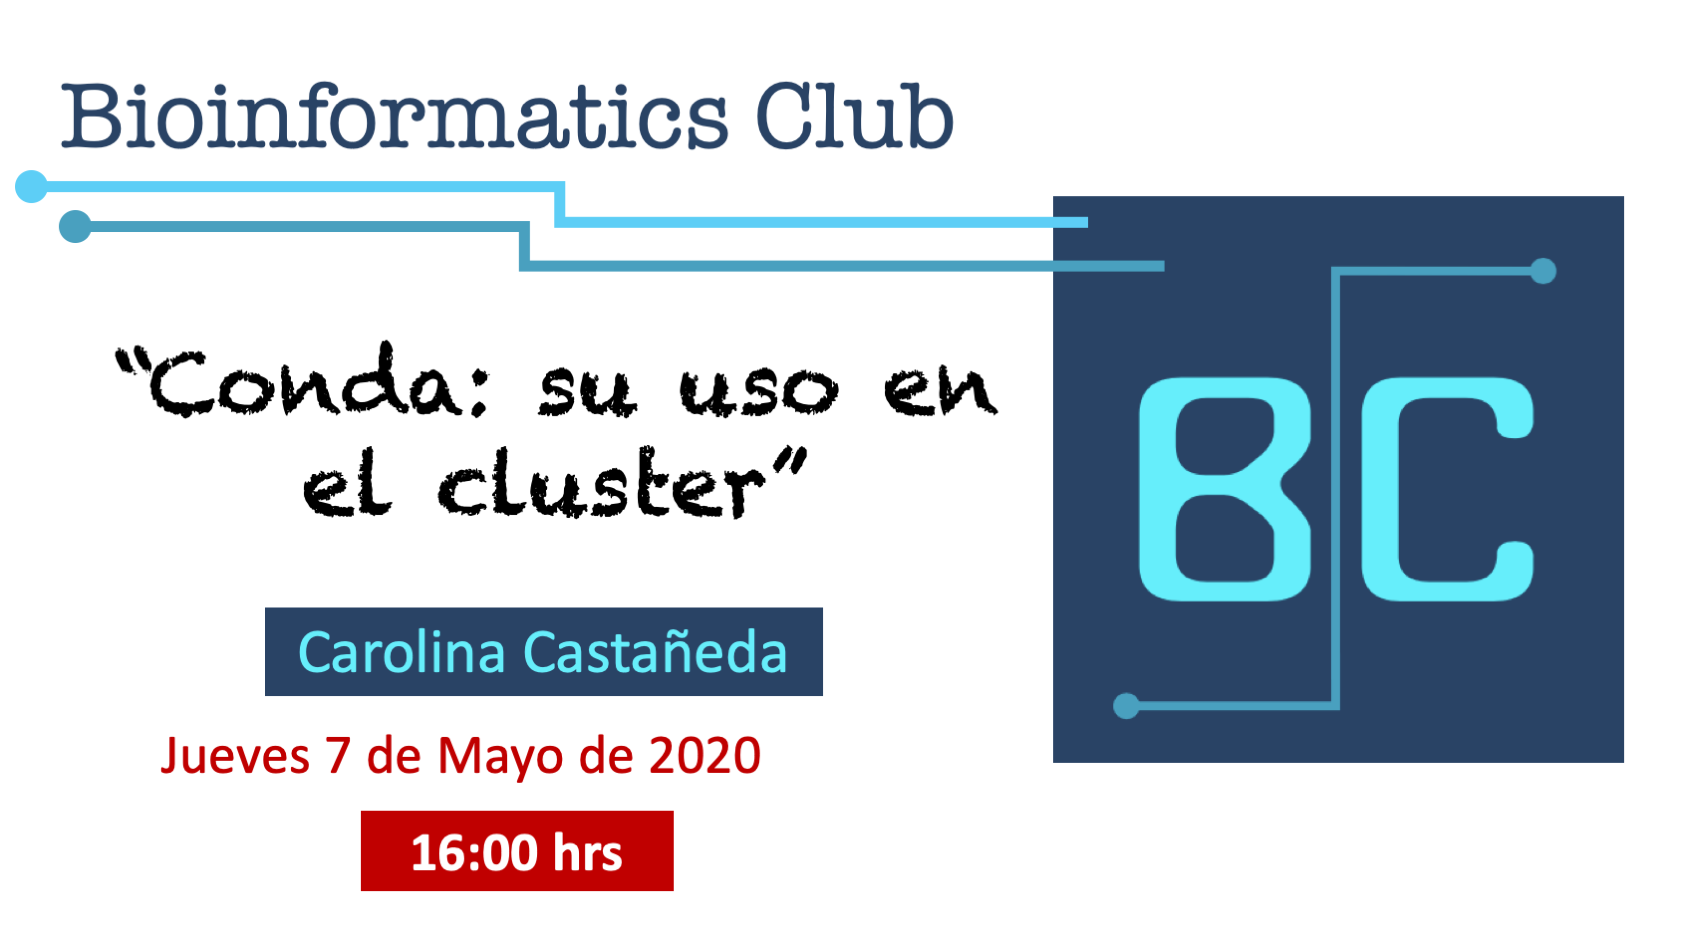 Bioinformatics Club
“Conda: su uso en
el cluster”
BC
Carolina Castañeda
Jueves 7 de Mayo de 2020
16:00 hrs